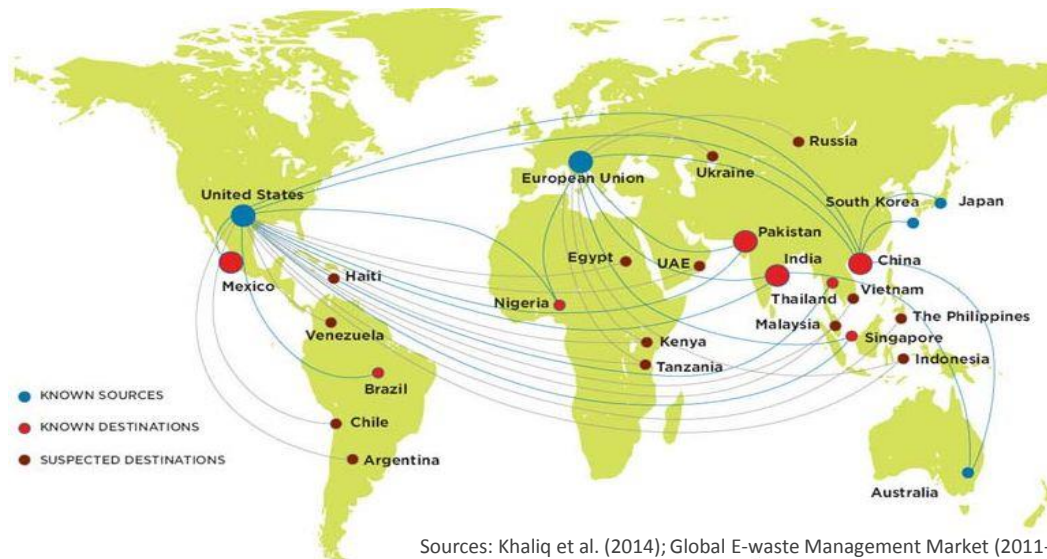 Russia
Ukraine
European Union
United States
South Korea
Japan
Pakistan
India
China
Egypt
UAE
Mexico
Haiti
Nigeria
Thailand
Vietnam
Malaysia
The Philippines
Singapore
Venezuela
Kenya
Tanzania
Indonesia
Brazil
KNOWN SOURCES
KNOWN DESTINATIONS
SUSPECTED DESTINATIONS
Chile
Argentina
Australia
Sources: Khaliq et al. (2014); Global E-waste Management Market (2011-